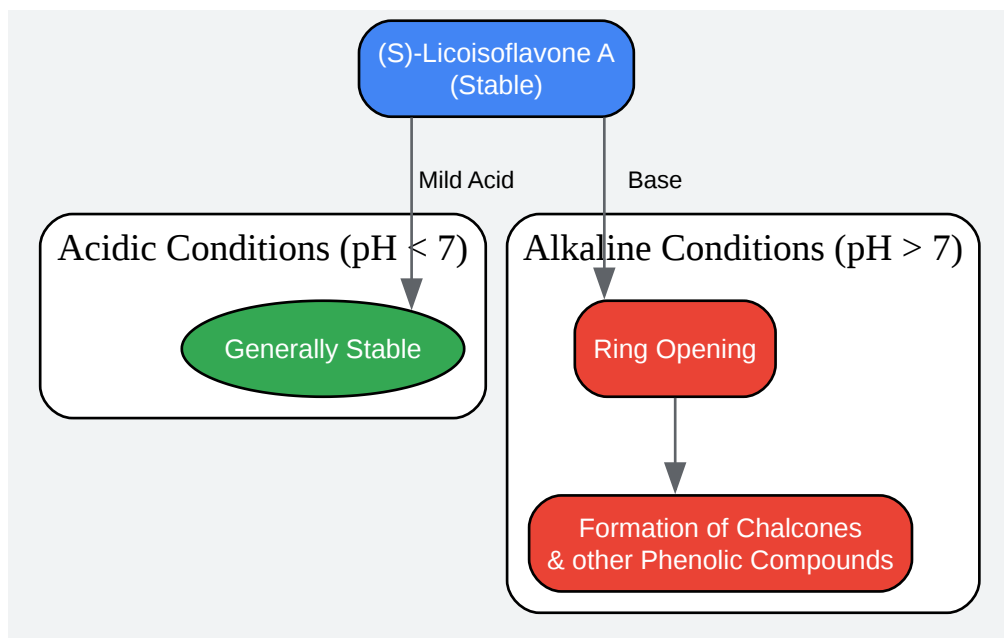 (S)-Licoisoflavone A
(Stable)
Mild Acid
Base
Acidic Conditions (pH < 7)
Generally Stable
Alkaline Conditions (pH > 7)
Ring Opening
Formation of Chalcones
& other Phenolic Compounds